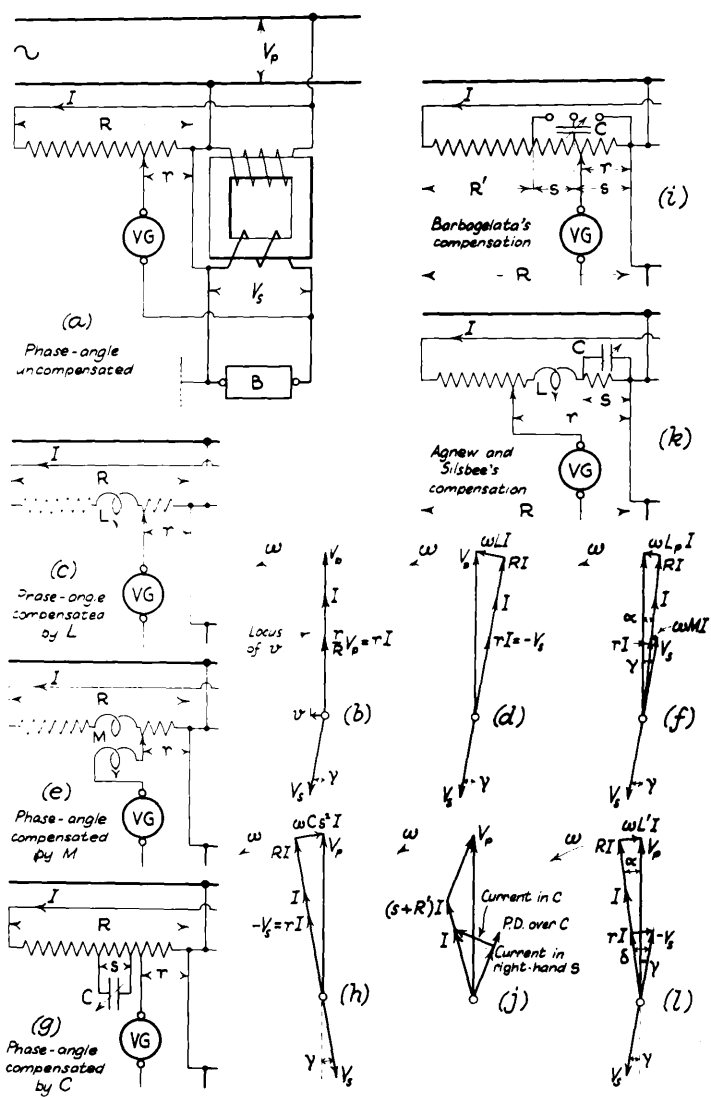 V_p
I
R
r
VG
V_s
(a)
Phase-angle
uncompensated
B
I
C
R'
s
s
r
VG
(i)
Barbagelata's
compensation
R
I
C
L
s
r
VG
(k)
Agnew and
Silsbee's
compensation
R
I
R
L
r
VG
(c)
Phase-angle
compensated
by L
ω
V_p
I
Locus
of v
r/R V_p = rI
v
(b)
V_s
γ
ω
ωLI
V_p
RI
I
rI = -V_s
(d)
V_s
γ
ω
ωL_pI
RI
I
α
ωMI
rI
V_s
γ
(f)
V_s
γ
I
R
M
r
VG
(e)
Phase-angle
compensated
by M
ω
ωCs²I
RI
V_p
I
-V_s = rI
(h)
γ
V_s
ω
V_p
(s+R')I
Current in C
P.D. over C
I
Current in
right-hand s
(j)
ω
ωL'I
RI
V_p
α
I
rI
-V_s
δ
γ
(l)
V_s
γ
I
R
s
r
C
VG
(g)
Phase-angle
compensated
by C